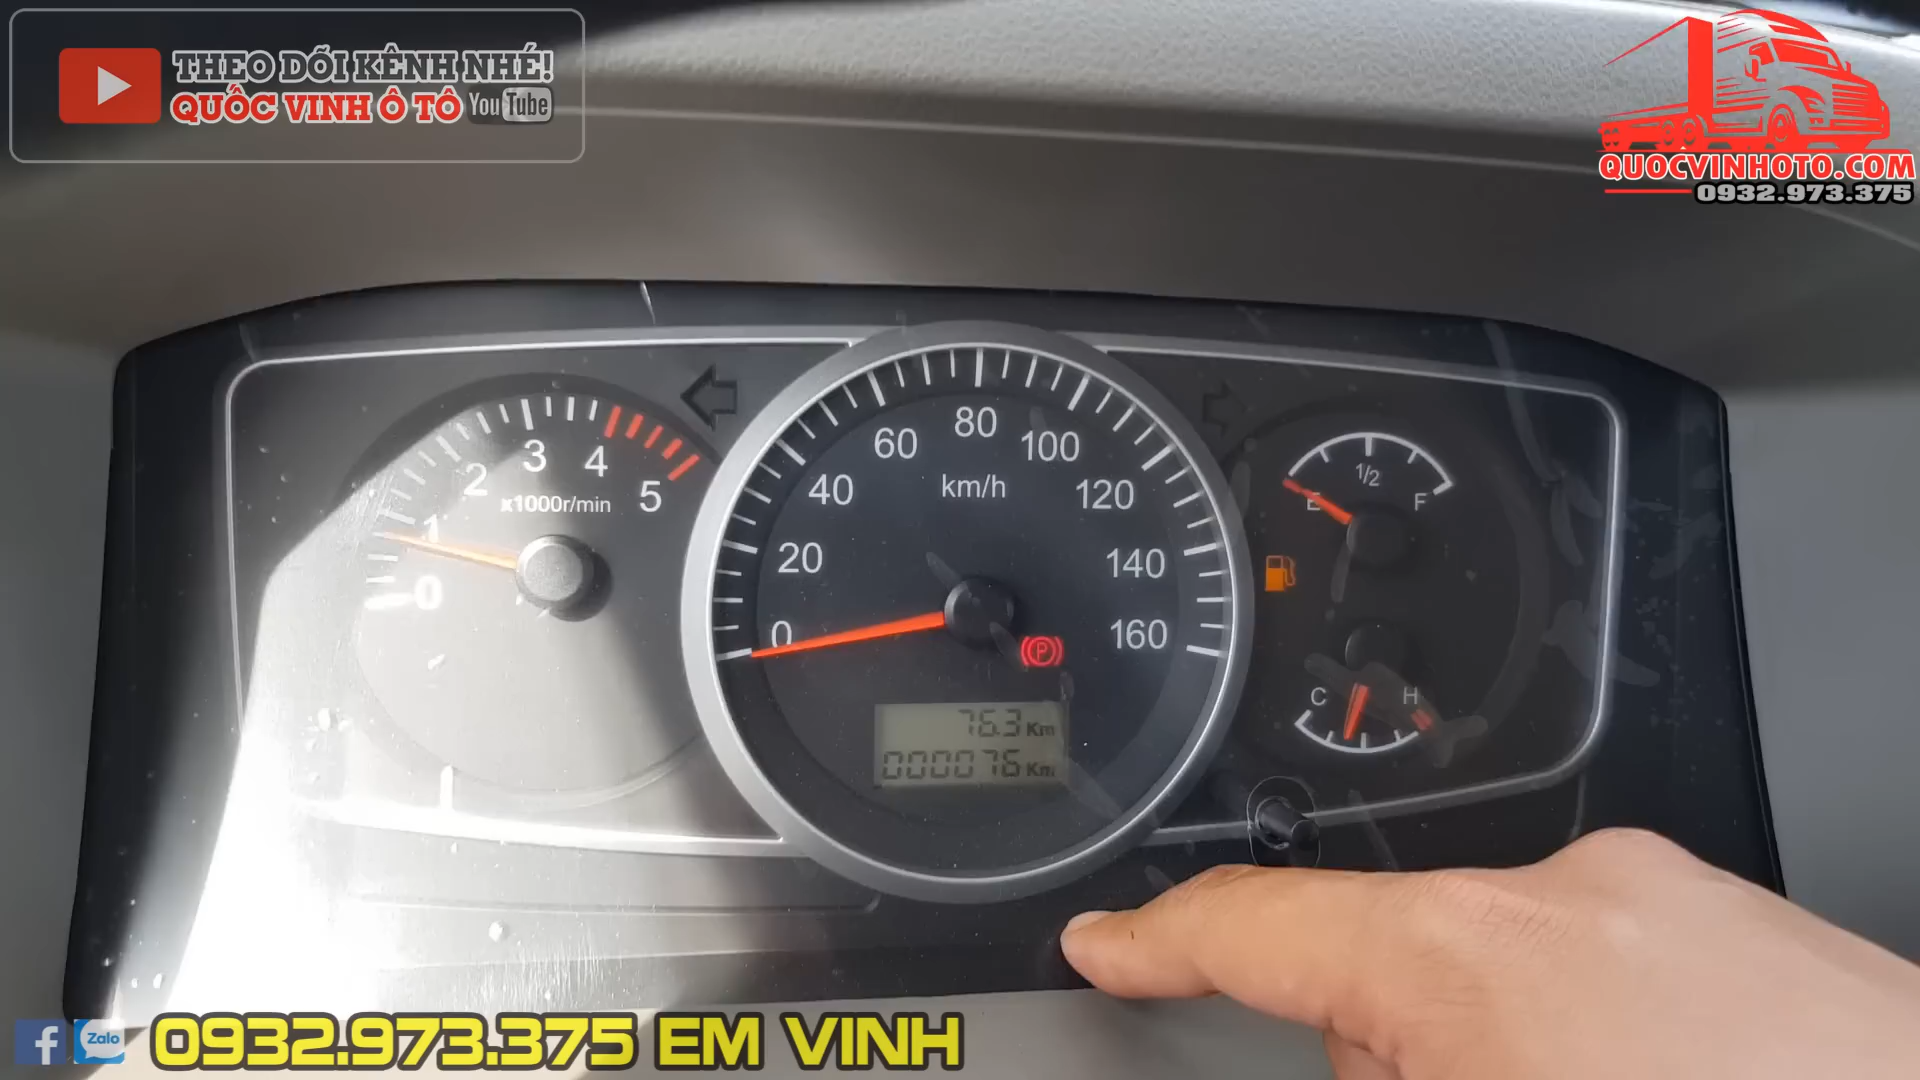 THEO DÕI KÊNH NHÉ!
QUỐC VINH Ô TÔ YouTube
QUOCVINHOTO.COM
0932.973.375
0
1
2
3
4
5
x1000r/min
0
20
40
60
80
100
120
140
160
km/h
P
76.3 Km
000076 Km
E
1/2
F
C
H
f
Zalo
0932.973.375 EM VINH